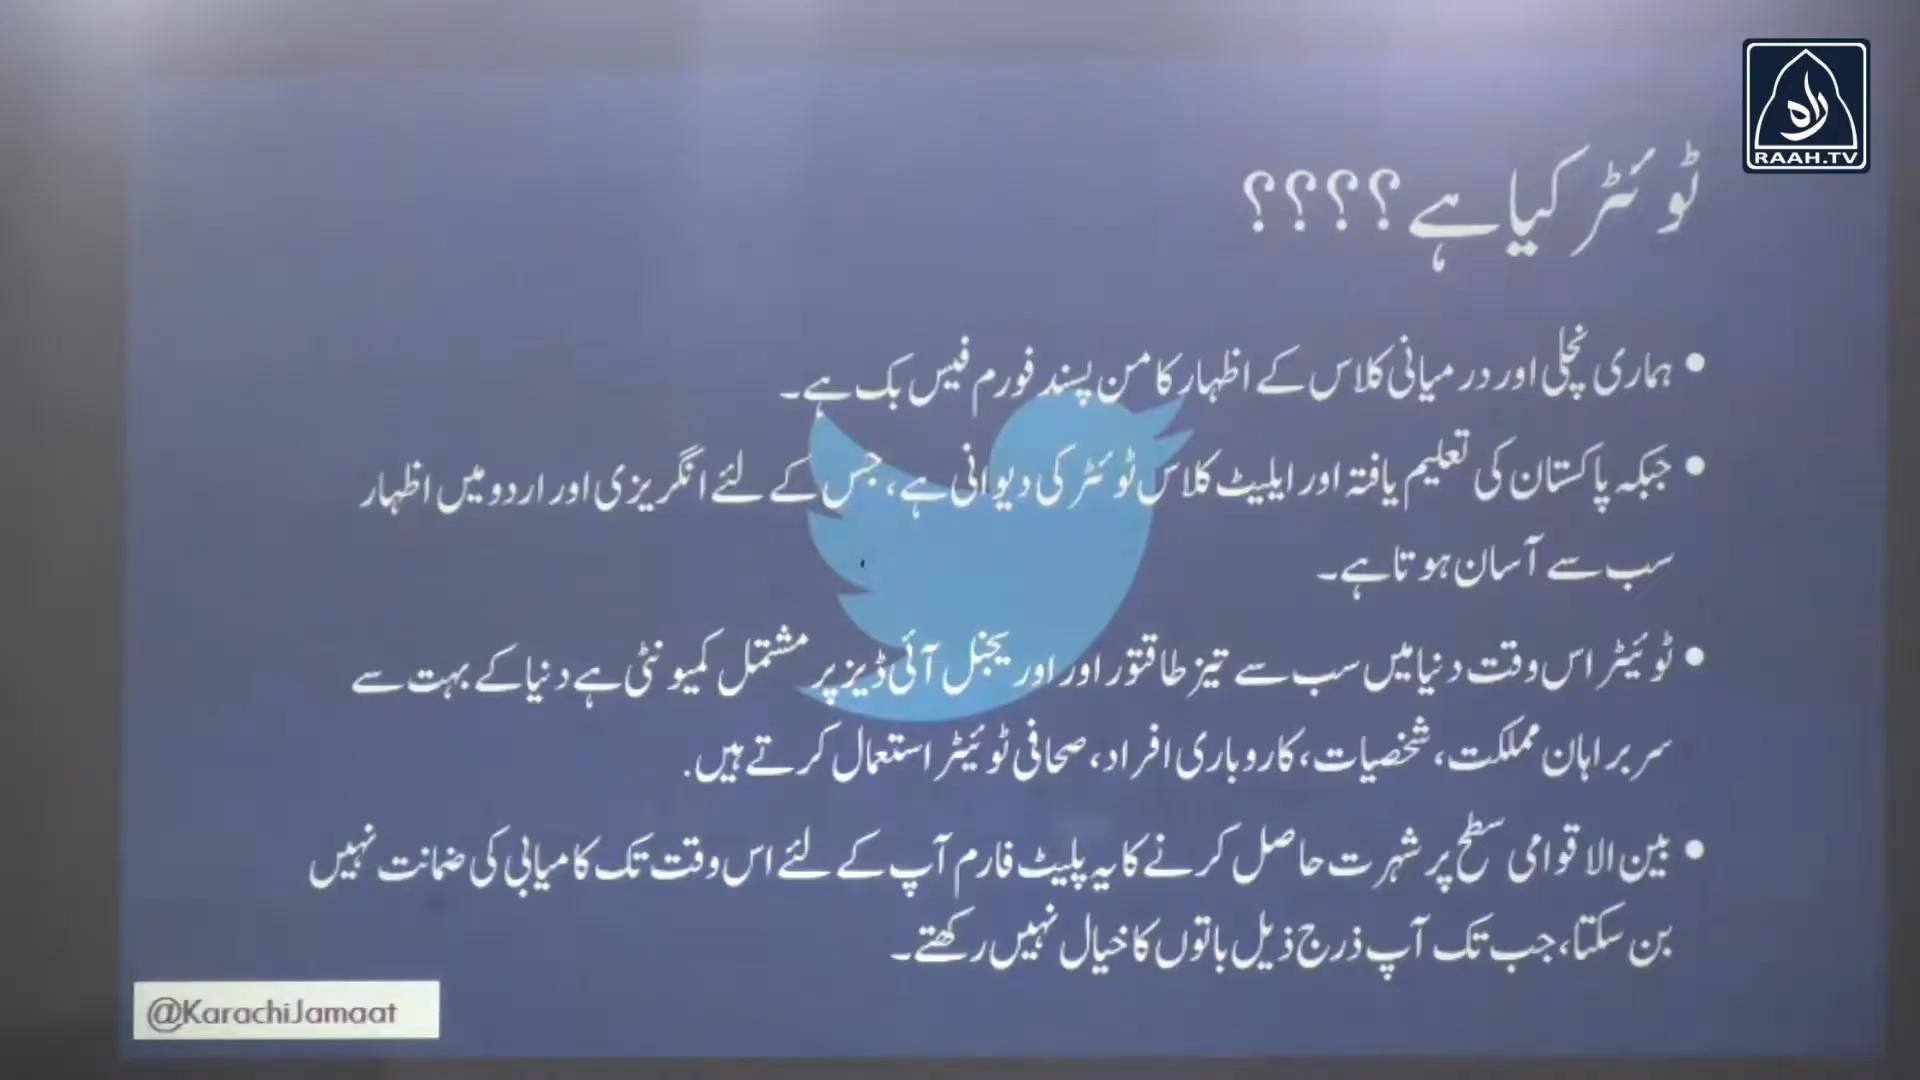 راہ
RAAH.TV
ٹوئٹر کیا ہے؟؟؟؟
• ہماری نچلی اور درمیانی کلاس کے اظہار کا من پسند فورم فیس بک ہے۔
• جبکہ پاکستان کی تعلیم یافتہ اور ایلیٹ کلاس ٹوئٹر کی دیوانی ہے، جس کے لئے انگریزی اور اردو میں اظہار
سب سے آسان ہوتا ہے۔
• ٹوئیٹر اس وقت دنیا میں سب سے تیز طاقتور اور اوریجنل آئی ڈیز پر مشتمل کمیونٹی ہے دنیا کے بہت سے
سربراہان مملکت، شخصیات، کاروباری افراد، صحافی ٹوئیٹر استعمال کرتے ہیں.
• بین الاقوامی سطح پر شہرت حاصل کرنے کا یہ پلیٹ فارم آپ کے لئے اس وقت تک کامیابی کی ضمانت نہیں
بن سکتا، جب تک آپ ذرج ذیل باتوں کا خیال نہیں رکھتے۔
@KarachiJamaat